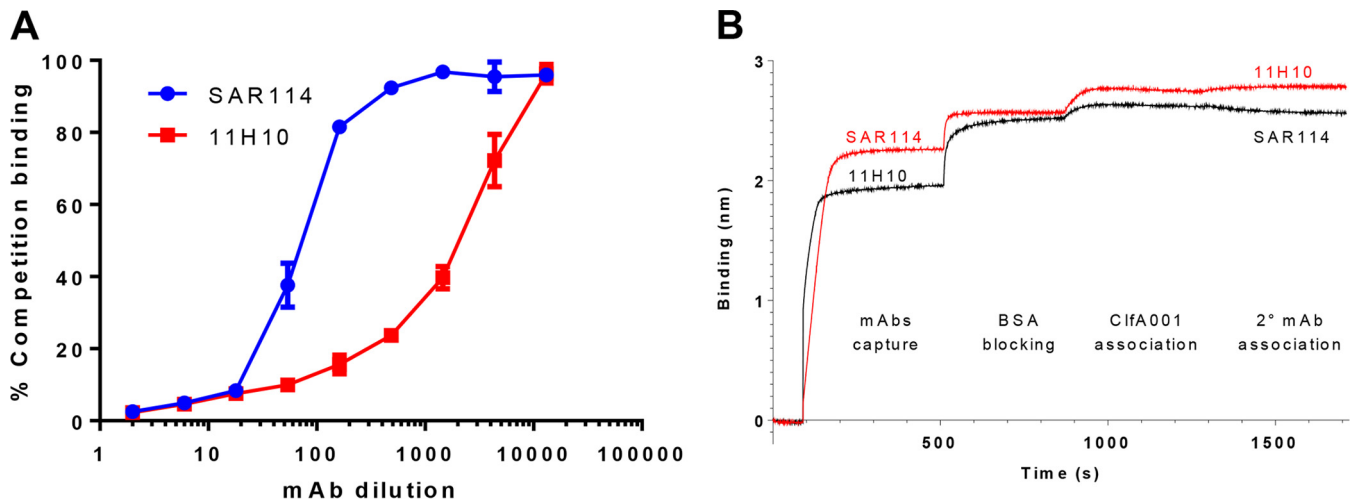 A
% Competition binding
100
80
60
40
20
0
SAR114
11H10
1 10 100 1000 10000 100000
mAb dilution
B
Binding (nm)
3
2
1
0
SAR114
11H10
11H10
SAR114
mAbs
capture
BSA
blocking
ClfA001
association
2° mAb
association
500 1000 1500
Time (s)